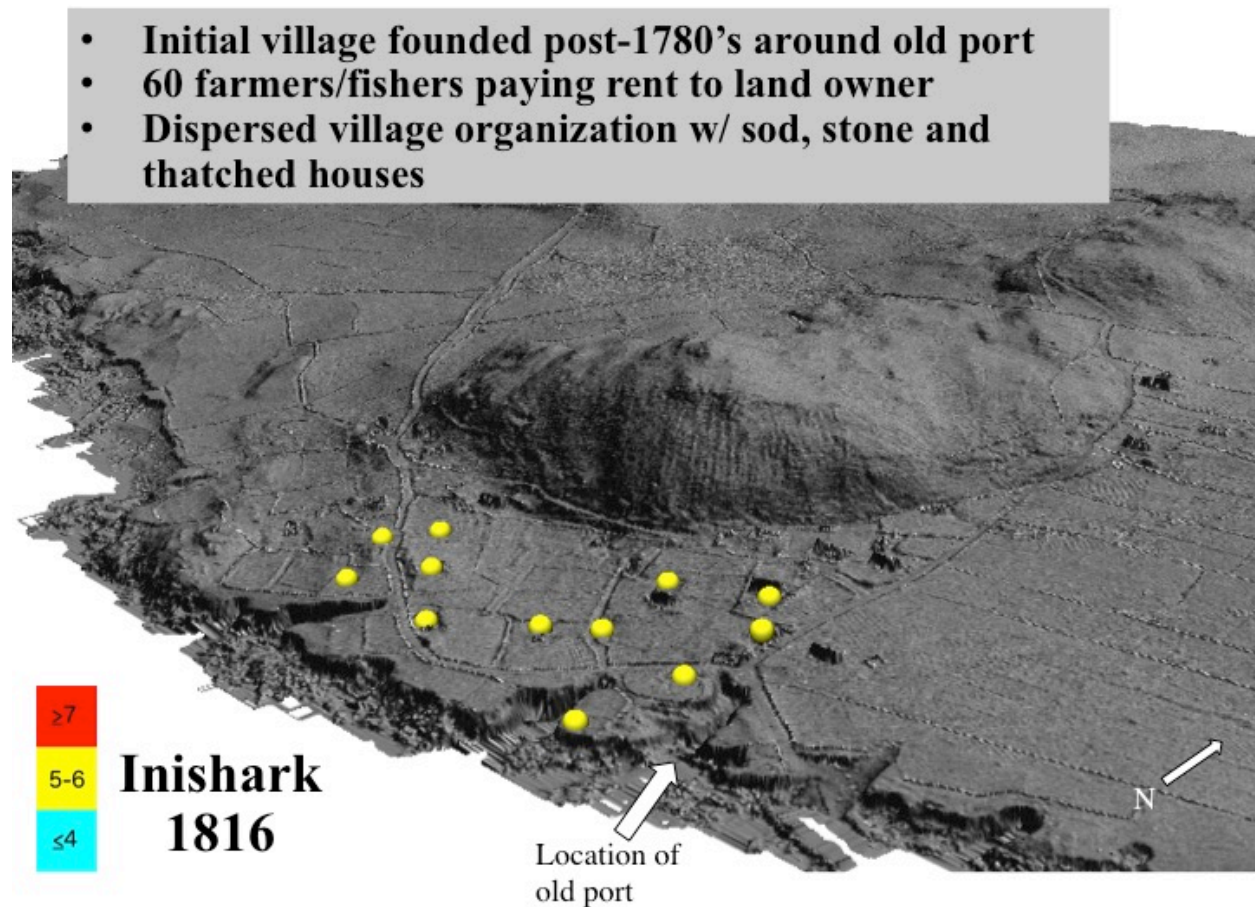 • Initial village founded post-1780's around old port
• 60 farmers/fishers paying rent to land owner
• Dispersed village organization w/ sod, stone and
thatched houses
≥7
5-6
≤4
Inishark
1816
Location of
old port
N